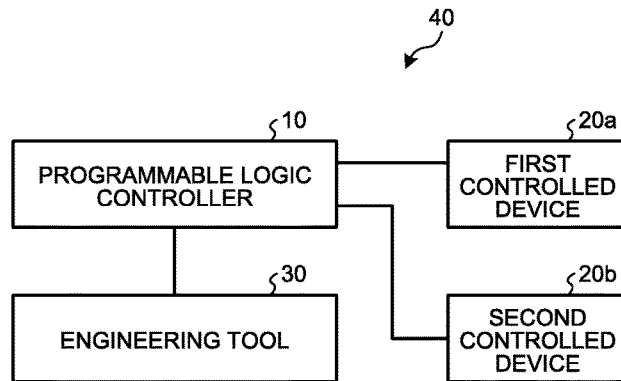 40
10
PROGRAMMABLE LOGIC
CONTROLLER
20a
FIRST
CONTROLLED
DEVICE
30
ENGINEERING TOOL
20b
SECOND
CONTROLLED
DEVICE